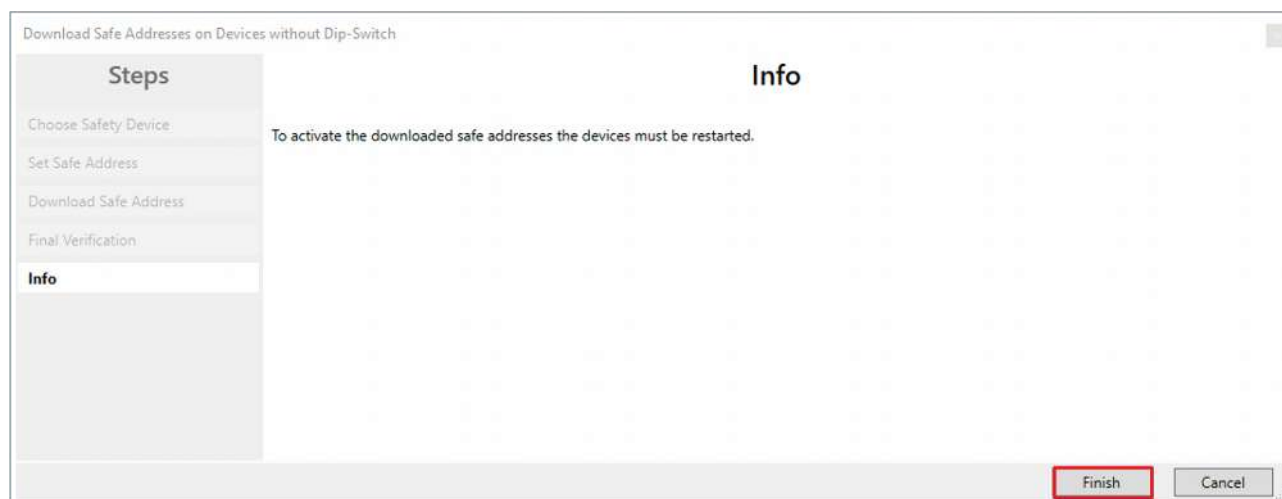 Download Safe Addresses on Devices without Dip-Switch
Steps
Choose Safety Device
Set Safe Address
Download Safe Address
Final Verification
Info
Info
To activate the downloaded safe addresses the devices must be restarted.
Finish
Cancel